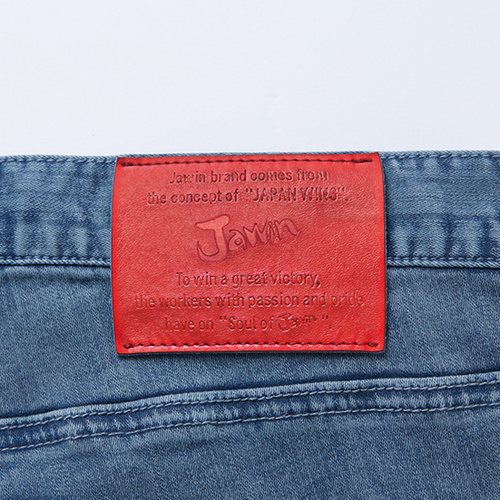 Jawin brand comes from
the concept of "JAPAN WING".
Jawin
To win a great victory,
the workers with passion and pride
have on "Soul of Jawin".